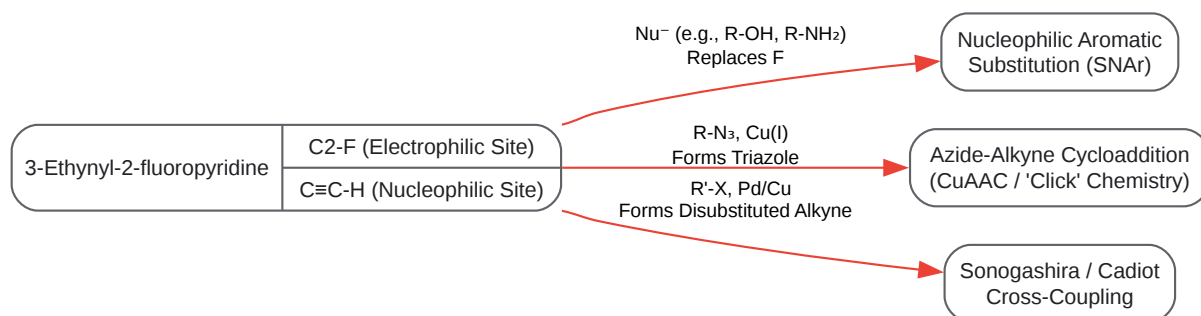 3-Ethynyl-2-fluoropyridine
C2-F (Electrophilic Site)
C≡C-H (Nucleophilic Site)
Nu⁻ (e.g., R-OH, R-NH₂)
Replaces F
R-N₃, Cu(I)
Forms Triazole
R'-X, Pd/Cu
Forms Disubstituted Alkyne
Nucleophilic Aromatic
Substitution (SNAr)
Azide-Alkyne Cycloaddition
(CuAAC / 'Click' Chemistry)
Sonogashira / Cadiot
Cross-Coupling